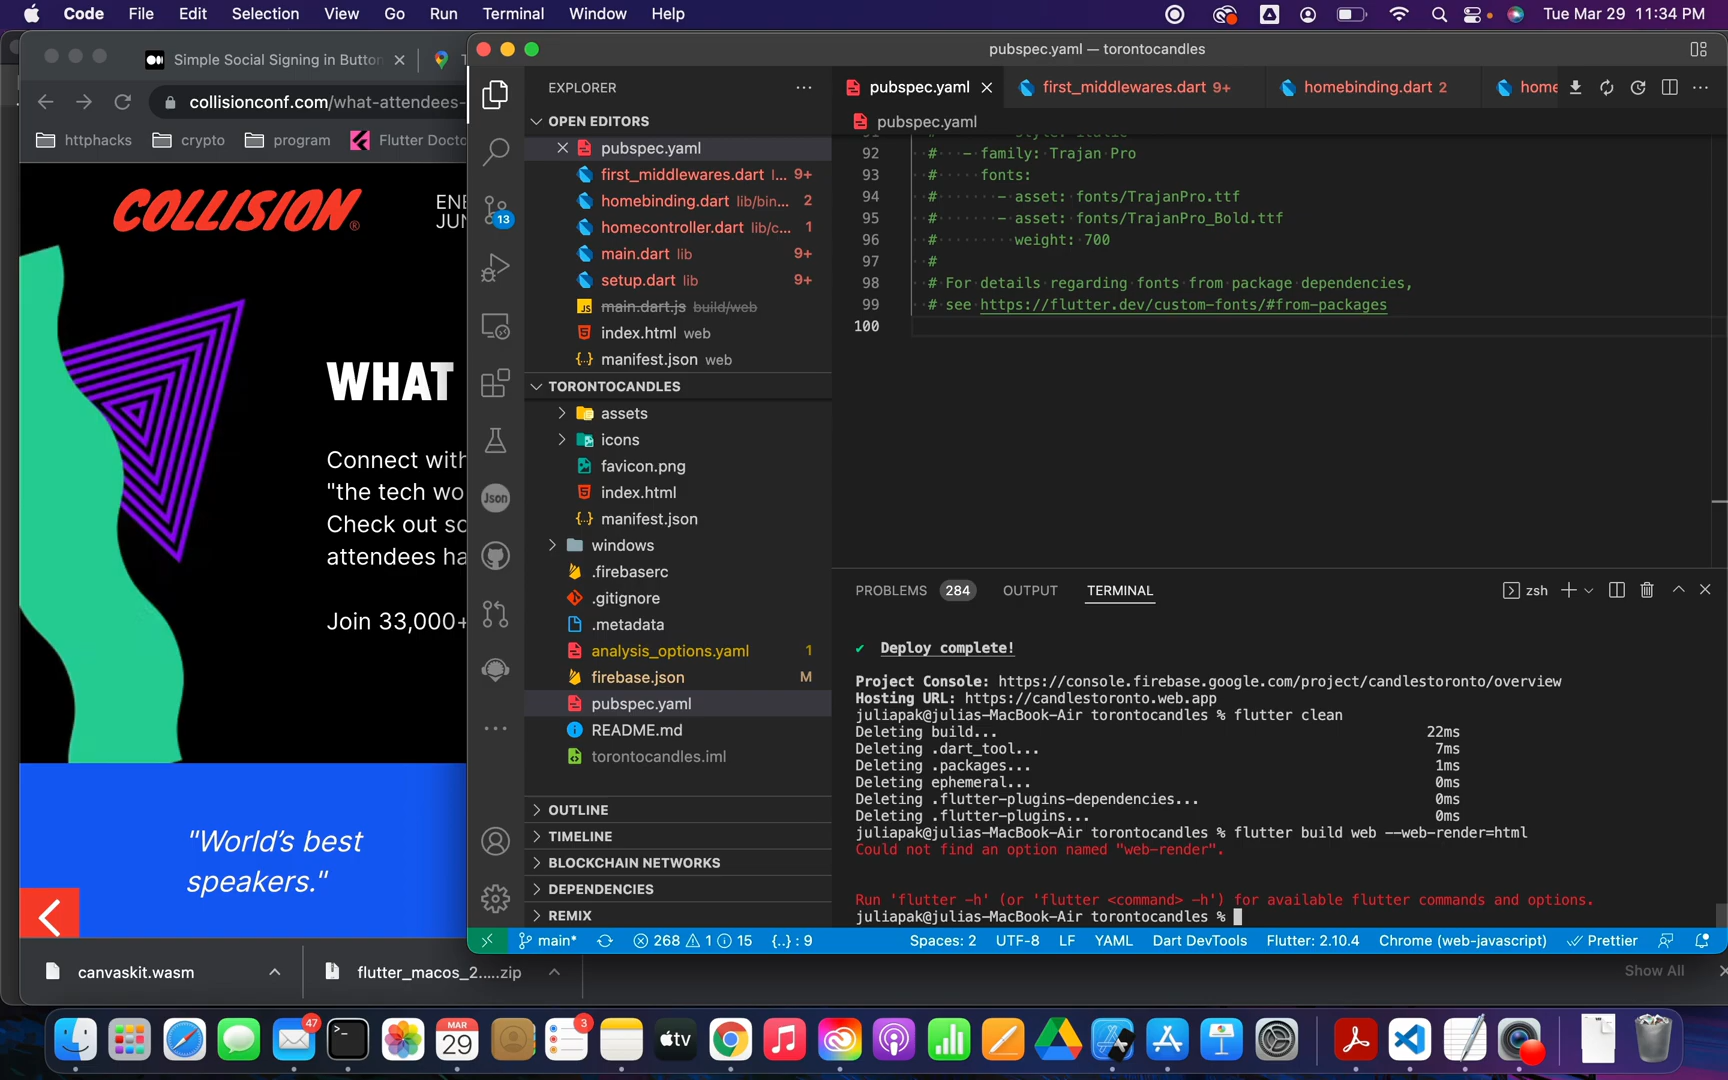 Code File Edit Selection View Go Run Terminal Window Help Tue Mar 29 11:34 PM
Simple Social Signing in Button
collisionconf.com/what-attendees-
httphacks crypto program Flutter Docto
COLLISION®
ENE
JUN
WHAT
Connect with
"the tech wo
Check out so
attendees ha
Join 33,000+
"World's best
speakers."
canvaskit.wasm
flutter_macos_2.....zip
Show All
pubspec.yaml — torontocandles
EXPLORER
OPEN EDITORS
pubspec.yaml
first_middlewares.dart l... 9+
homebinding.dart lib/bin... 2
homecontroller.dart lib/c... 1
main.dart lib 9+
setup.dart lib 9+
JS main.dart.js build/web
index.html web
{..} manifest.json web
TORONTOCANDLES
assets
icons
favicon.png
index.html
{..} manifest.json
windows
.firebaserc
.gitignore
.metadata
analysis_options.yaml 1
firebase.json M
pubspec.yaml
README.md
torontocandles.iml
OUTLINE
TIMELINE
BLOCKCHAIN NETWORKS
DEPENDENCIES
REMIX
13
Json
pubspec.yaml first_middlewares.dart 9+ homebinding.dart 2 home
pubspec.yaml
92 # - family: Trajan Pro
93 # fonts:
94 # - asset: fonts/TrajanPro.ttf
95 # - asset: fonts/TrajanPro_Bold.ttf
96 # weight: 700
97 #
98 # For details regarding fonts from package dependencies,
99 # see https://flutter.dev/custom-fonts/#from-packages
100
PROBLEMS 284 OUTPUT TERMINAL zsh
✔ Deploy complete!
Project Console: https://console.firebase.google.com/project/candlestoronto/overview
Hosting URL: https://candlestoronto.web.app
juliapak@julias-MacBook-Air torontocandles % flutter clean
Deleting build... 22ms
Deleting .dart_tool... 7ms
Deleting .packages... 1ms
Deleting ephemeral... 0ms
Deleting .flutter-plugins-dependencies... 0ms
Deleting .flutter-plugins... 0ms
juliapak@julias-MacBook-Air torontocandles % flutter build web --web-render=html
Could not find an option named "web-render".
Run 'flutter -h' (or 'flutter <command> -h') for available flutter commands and options.
juliapak@julias-MacBook-Air torontocandles %
main* 268 1 15 {..} : 9 Spaces: 2 UTF-8 LF YAML Dart DevTools Flutter: 2.10.4 Chrome (web-javascript) Prettier
47
MAR
29
3
tv